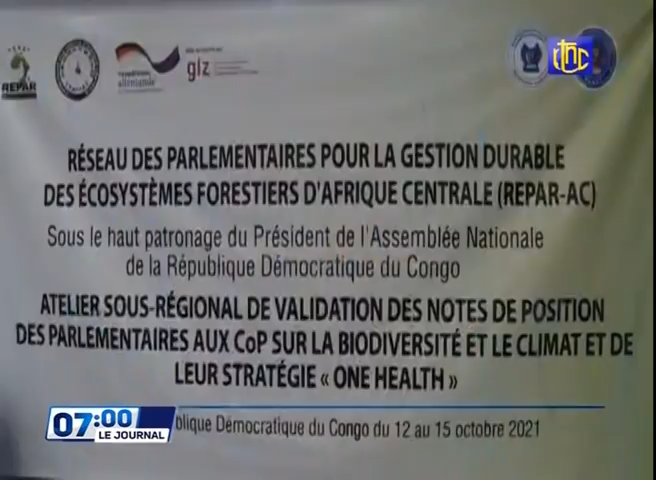 REPAR
allemande
giz
rtnc
RÉSEAU DES PARLEMENTAIRES POUR LA GESTION DURABLE
DES ÉCOSYSTÈMES FORESTIERS D'AFRIQUE CENTRALE (REPAR-AC)
Sous le haut patronage du Président de l'Assemblée Nationale
de la République Démocratique du Congo
ATELIER SOUS-RÉGIONAL DE VALIDATION DES NOTES DE POSITION
DES PARLEMENTAIRES AUX CoP SUR LA BIODIVERSITÉ ET LE CLIMAT ET DE
LEUR STRATÉGIE « ONE HEALTH »
blique Démocratique du Congo du 12 au 15 octobre 2021
07:00
LE JOURNAL